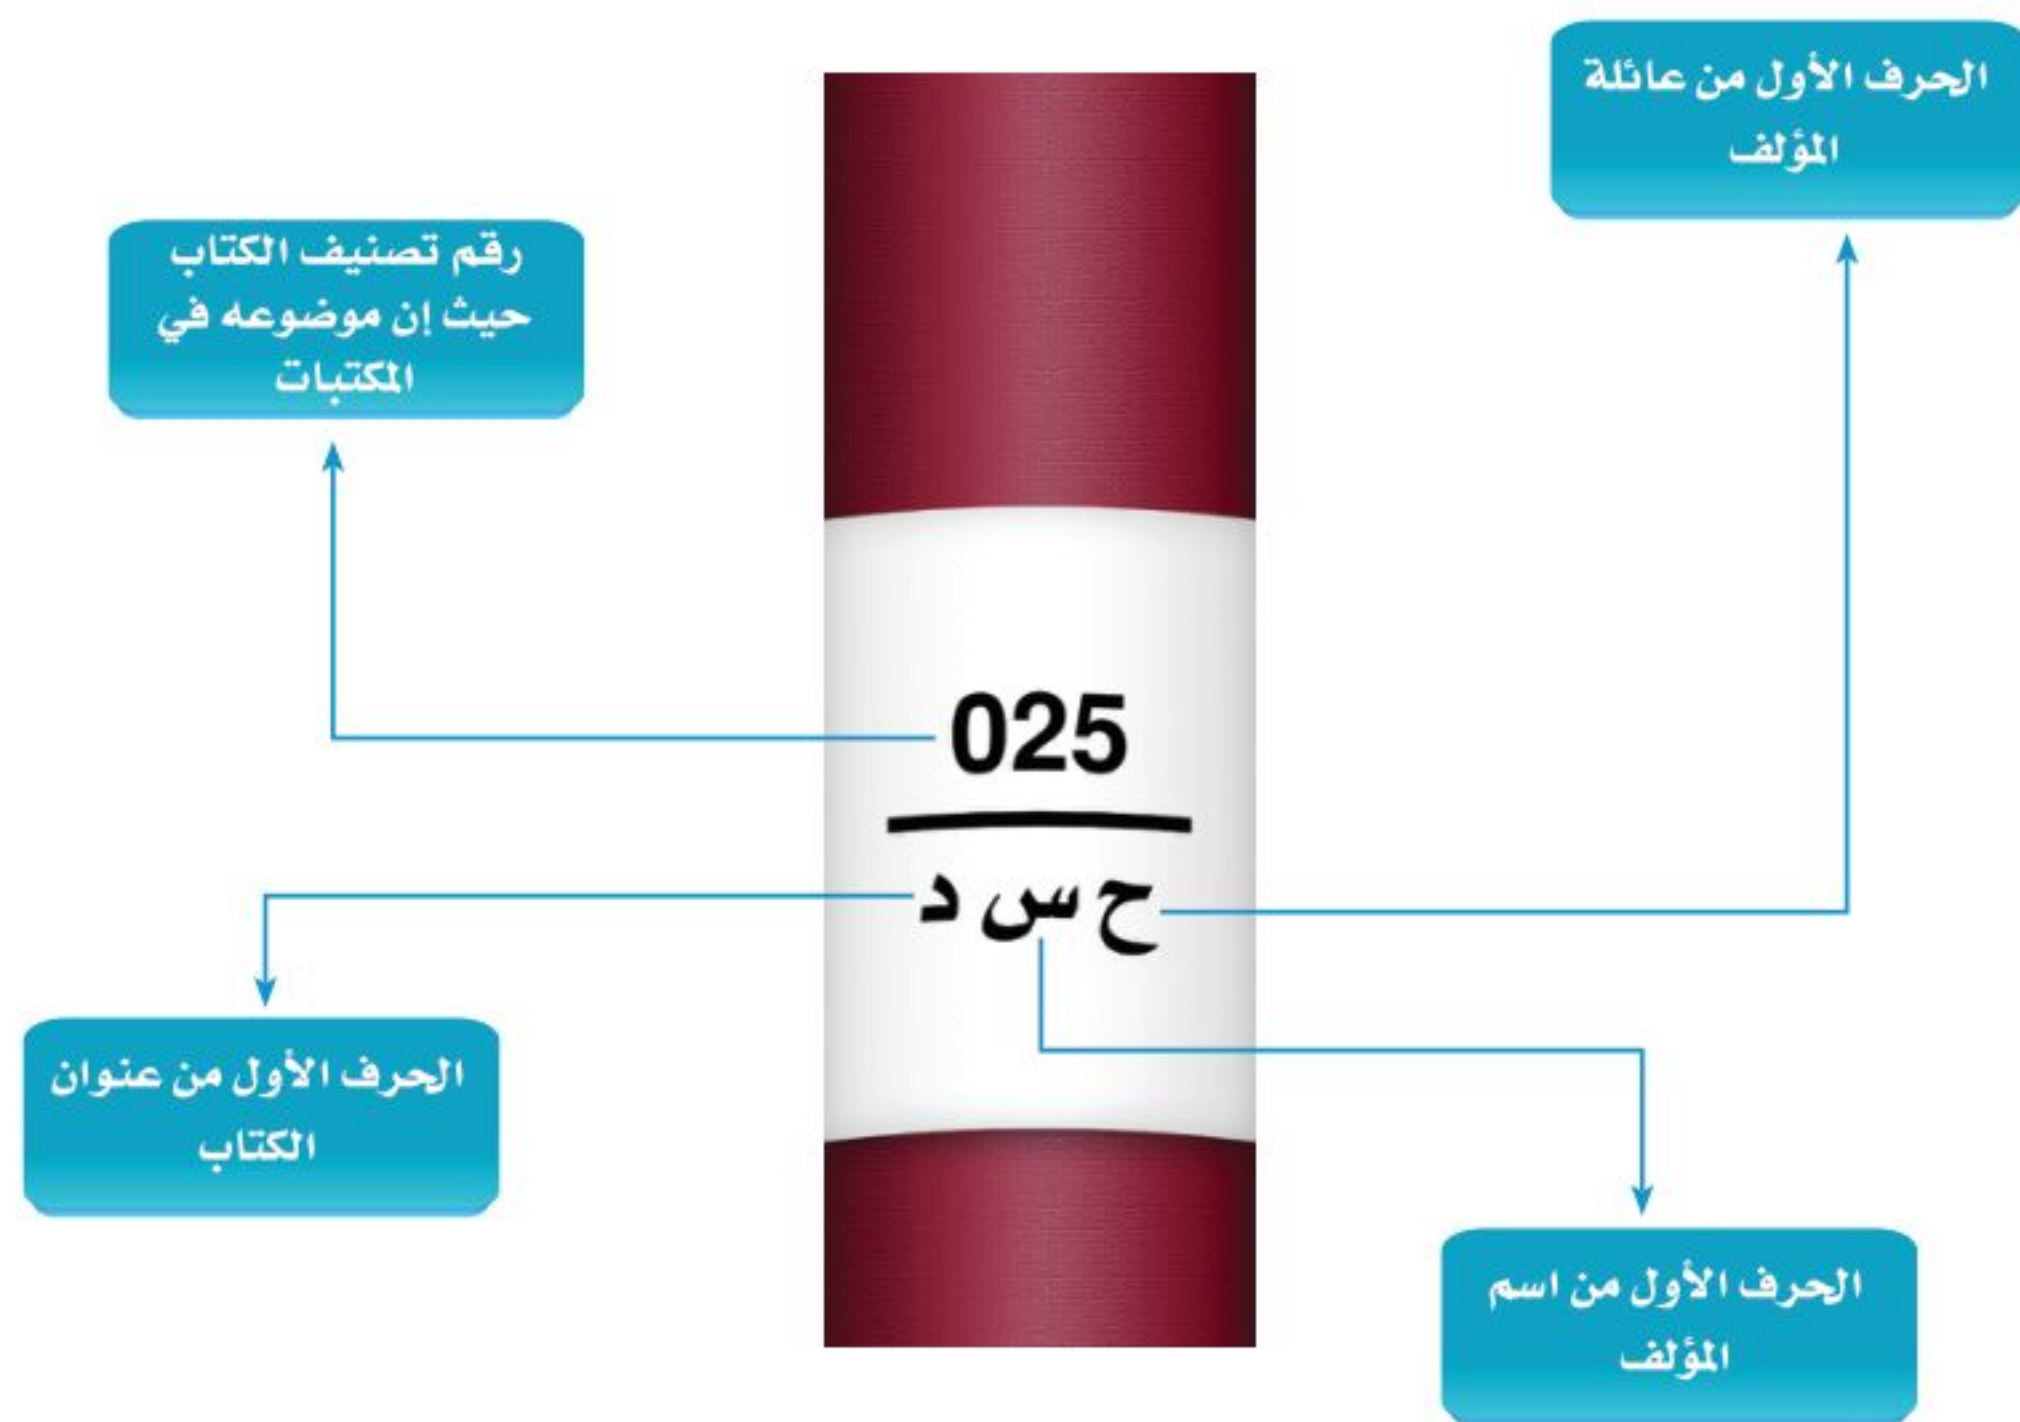 الحرف الأول من عائلة
المؤلف
رقم تصنيف الكتاب
حيث إن موضوعه في
المكتبات
025
ح س د
الحرف الأول من عنوان
الكتاب
الحرف الأول من اسم
المؤلف